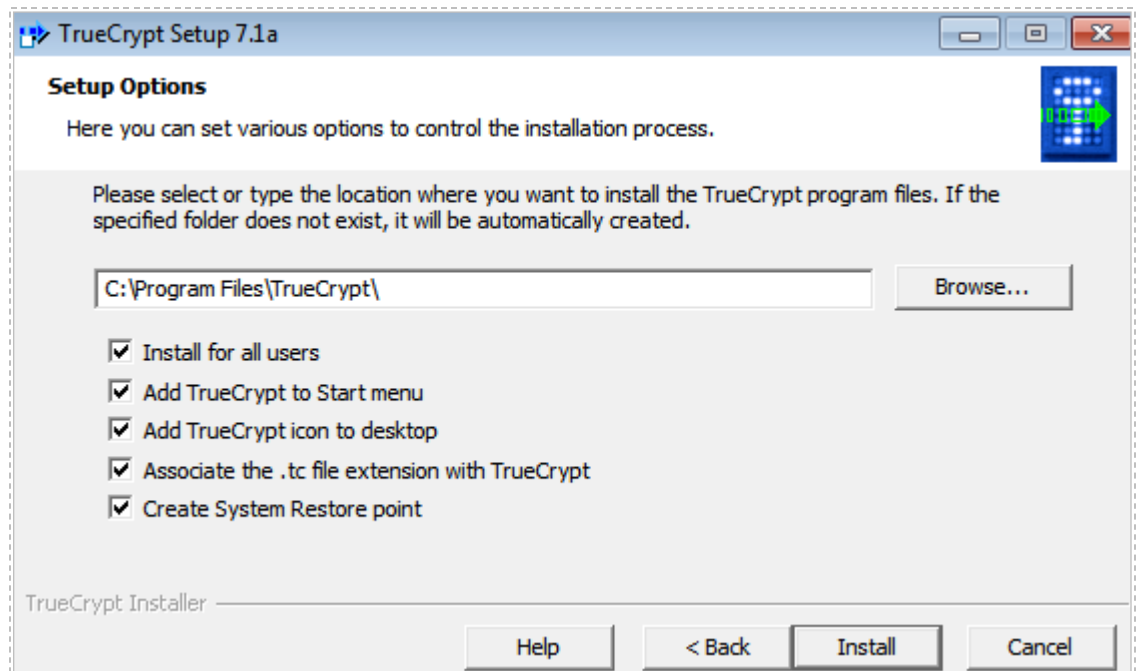 TrueCrypt Setup 7.1a
Setup Options
Here you can set various options to control the installation process.
Please select or type the location where you want to install the TrueCrypt program files. If the
specified folder does not exist, it will be automatically created.
C:\Program Files\TrueCrypt\
Browse...
Install for all users
Add TrueCrypt to Start menu
Add TrueCrypt icon to desktop
Associate the .tc file extension with TrueCrypt
Create System Restore point
TrueCrypt Installer
Help
< Back
Install
Cancel